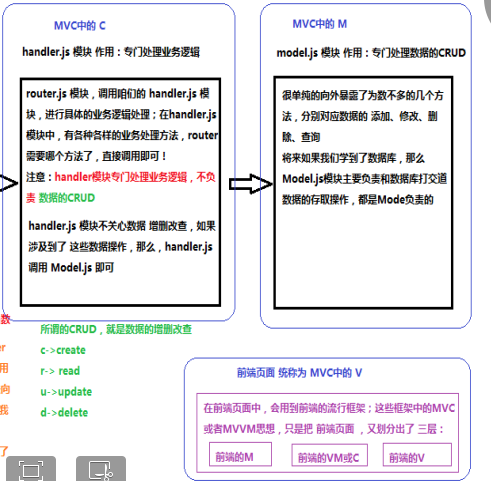 MVC中的 C
handler.js 模块 作用：专门处理业务逻辑
router.js 模块，调用咱们的 handler.js 模
块，进行具体的业务逻辑处理；在handler.js
模块中，有各种各样的业务处理方法，router
需要哪个方法了，直接调用即可！
注意：handler模块专门处理业务逻辑，不负
责 数据的CRUD
handler.js 模块不关心数据 增删改查，如果
涉及到了 这些数据操作，那么，handler.js
调用 Model.js 即可
MVC中的 M
model.js 模块 作用：专门处理数据的CRUD
很单纯的向外暴露了为数不多的几个方
法，分别对应数据的 添加、修改、删
除、查询
将来如果我们学到了数据库，那么
Model.js模块主要负责和数据库打交道
数据的存取操作，都是Mode负责的
数
er
用
向
我
了
所谓的CRUD，就是数据的增删改查
c->create
r-> read
u->update
d->delete
前端页面 统称为 MVC中的 V
在前端页面中，会用到前端的流行框架；这些框架中的MVC
或者MVVM思想，只是把 前端页面 ，又划分出了 三层：
前端的M
前端的VM或C
前端的V